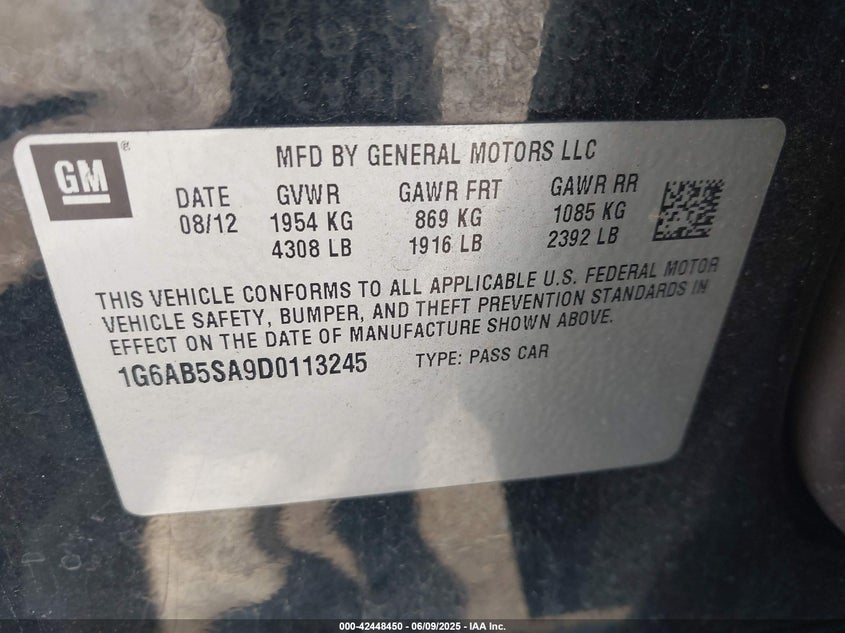 GM ®
MFD BY GENERAL MOTORS LLC
DATE GVWR GAWR FRT GAWR RR
08/12 1954 KG 869 KG 1085 KG
4308 LB 1916 LB 2392 LB
THIS VEHICLE CONFORMS TO ALL APPLICABLE U.S. FEDERAL MOTOR
VEHICLE SAFETY, BUMPER, AND THEFT PREVENTION STANDARDS IN
EFFECT ON THE DATE OF MANUFACTURE SHOWN ABOVE.
1G6AB5SA9D0113245 TYPE: PASS CAR
000-42448450 | 06/09/2025 - IAA Inc.